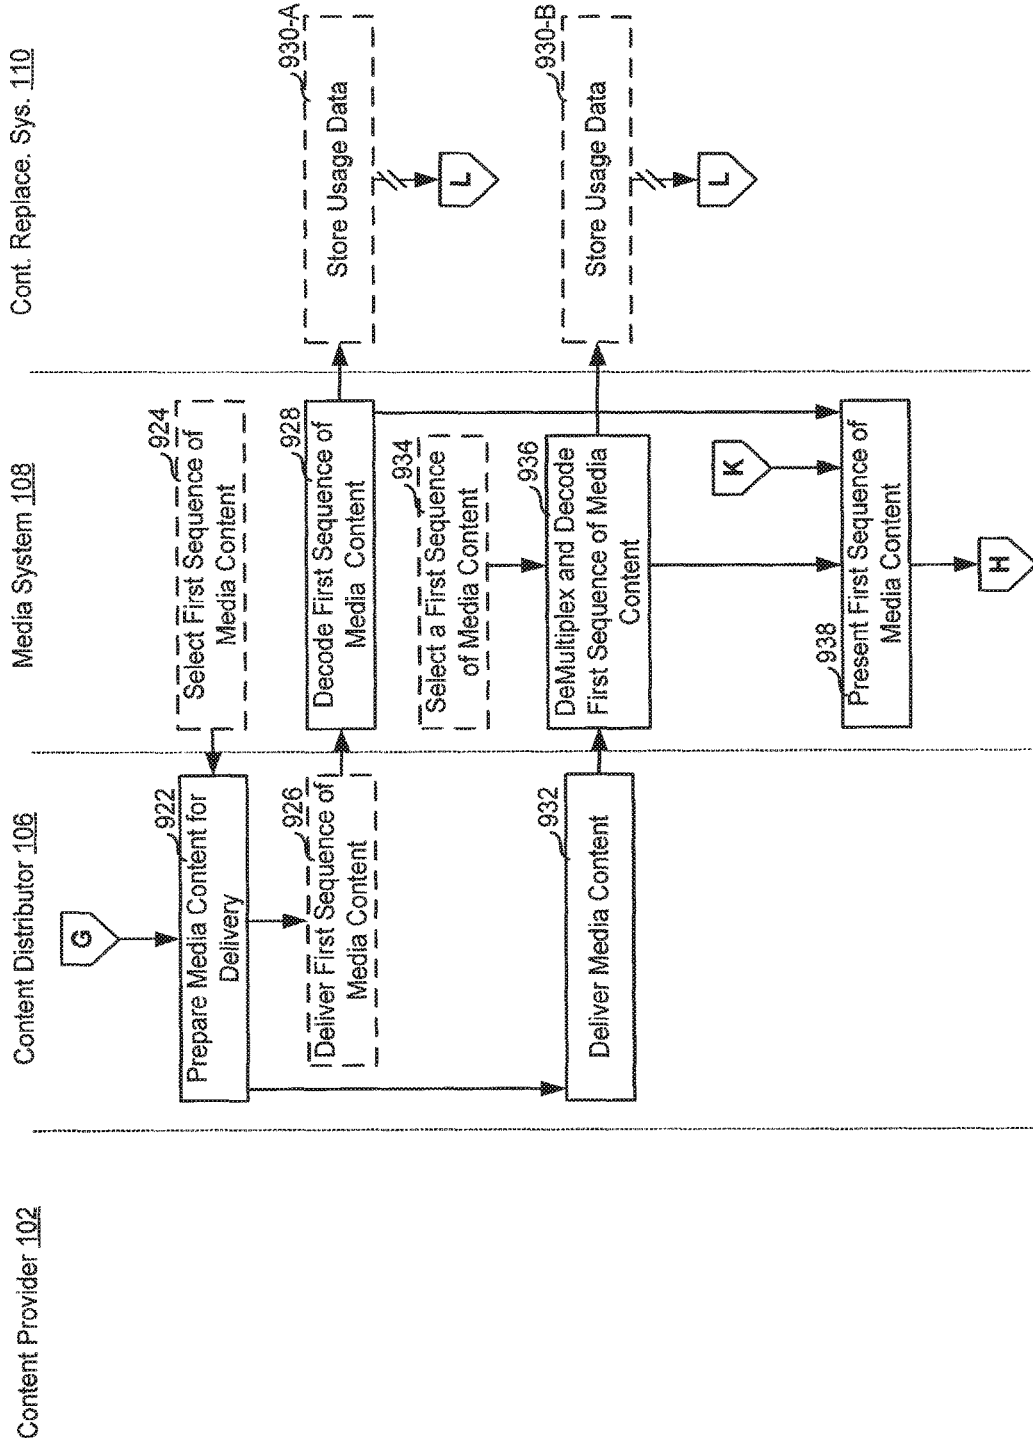 Content Provider 102
Content Distributor 106
Media System 108
Cont. Replace. Sys. 110
G
922
Prepare Media Content for
Delivery
924
Select First Sequence of
Media Content
926
Deliver First Sequence of
Media Content
928
Decode First Sequence of
Media Content
930-A
Store Usage Data
L
934
Select a First Sequence
of Media Content
932
Deliver Media Content
936
DeMultiplex and Decode
First Sequence of Media
Content
930-B
Store Usage Data
L
K
938
Present First Sequence of
Media Content
H